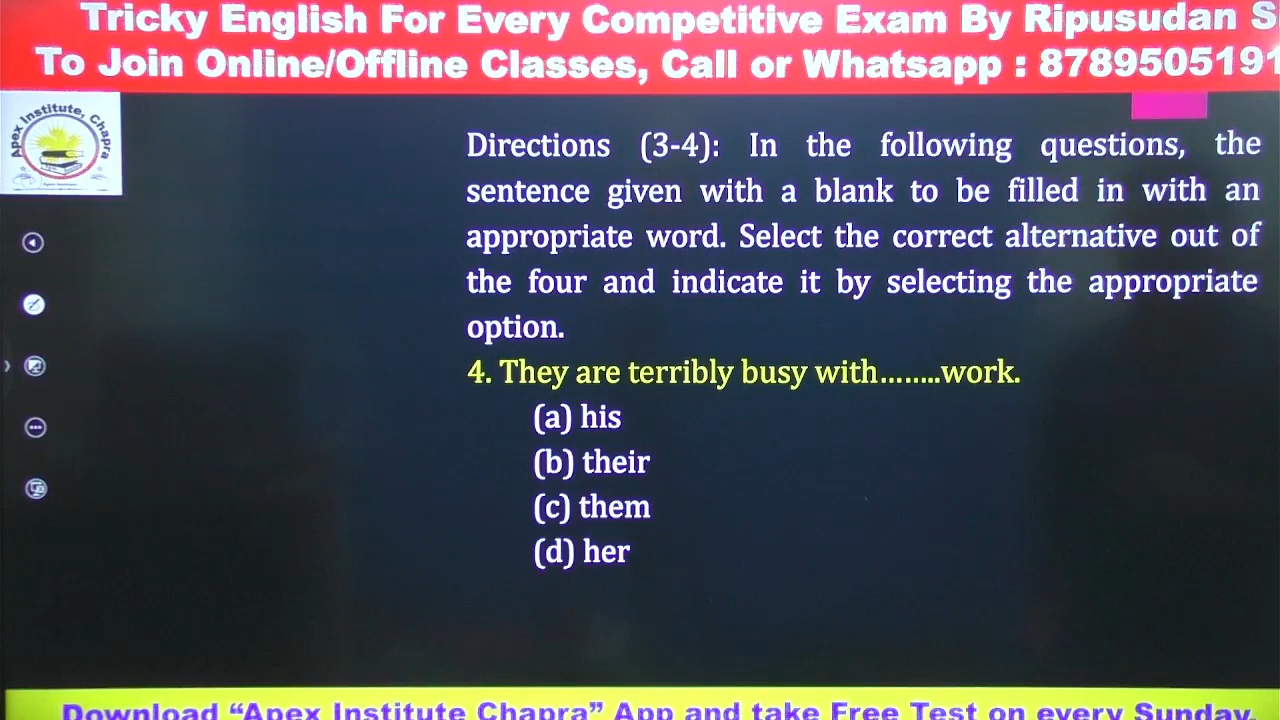 Tricky English For Every Competitive Exam By Ripusudan S
To Join Online/Offline Classes, Call or Whatsapp : 8789505191
Apex Institute, Chapra
Directions (3-4): In the following questions, the
sentence given with a blank to be filled in with an
appropriate word. Select the correct alternative out of
the four and indicate it by selecting the appropriate
option.
4. They are terribly busy with........work.
(a) his
(b) their
(c) them
(d) her
Download “Apex Institute Chapra” App and take Free Test on every Sunday.